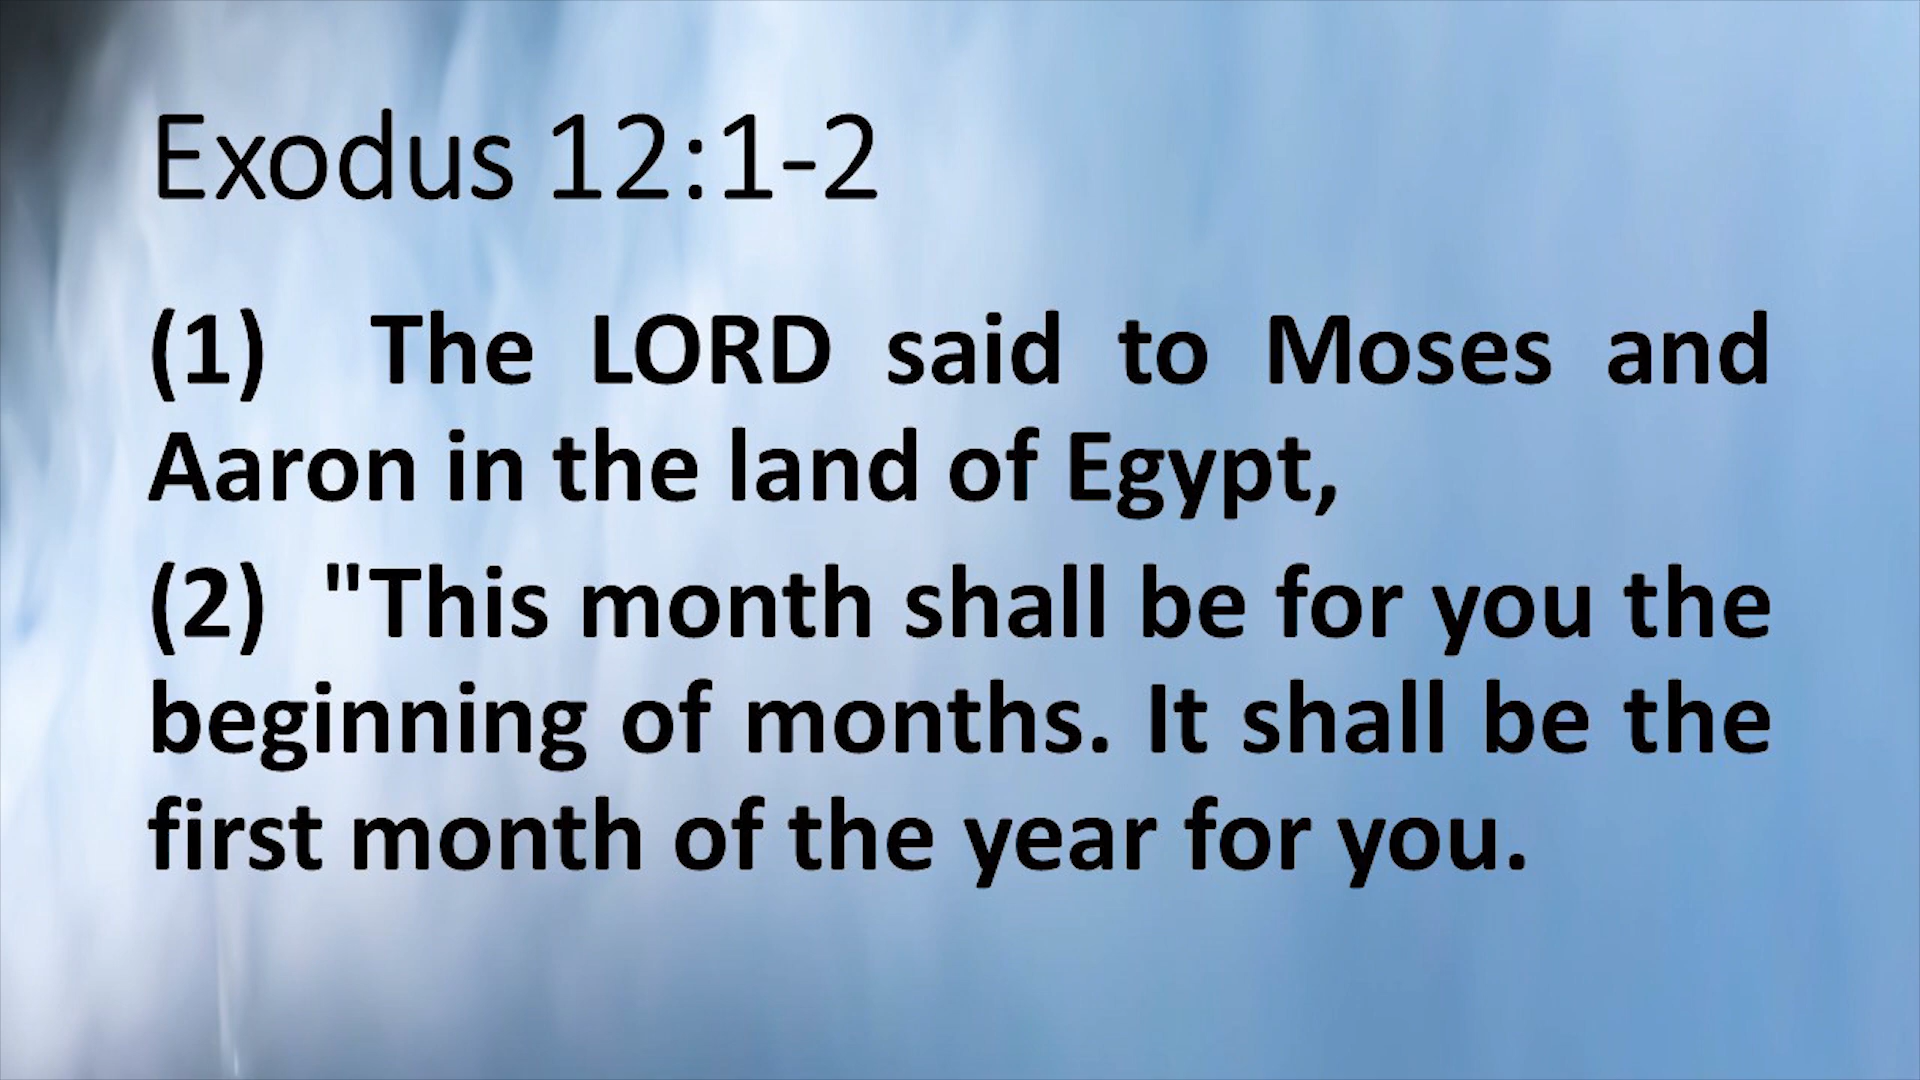 Exodus 12:1-2
(1) The LORD said to Moses and
Aaron in the land of Egypt,
(2) "This month shall be for you the
beginning of months. It shall be the
first month of the year for you.